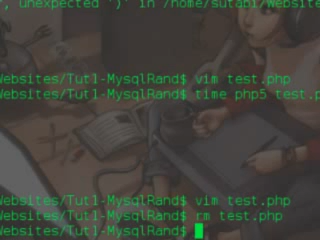 ', unexpected ')' in /home/sutabi/Website
Websites/Tut1-MysqlRand$ vim test.php
Websites/Tut1-MysqlRand$ time php5 test.p
Websites/Tut1-MysqlRand$ vim test.php
Websites/Tut1-MysqlRand$ rm test.php
Websites/Tut1-MysqlRand$